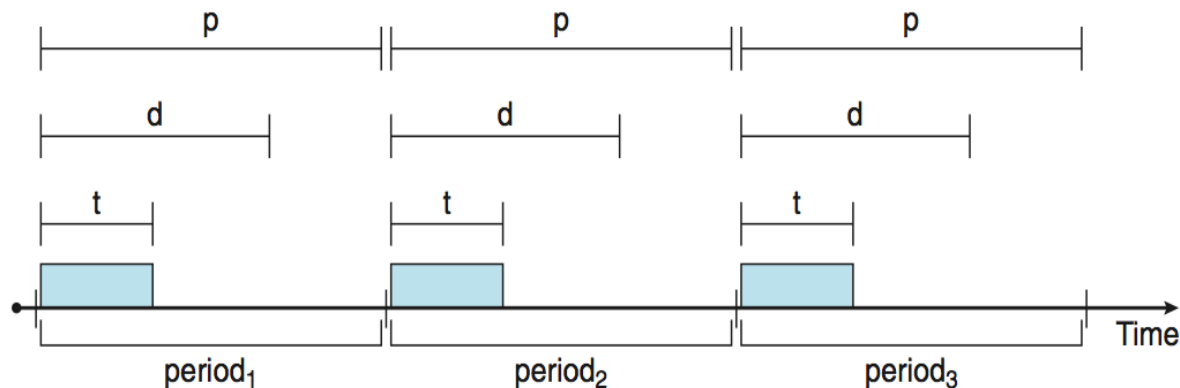 p p p
d d d
t t t
Time
period₁ period₂ period₃